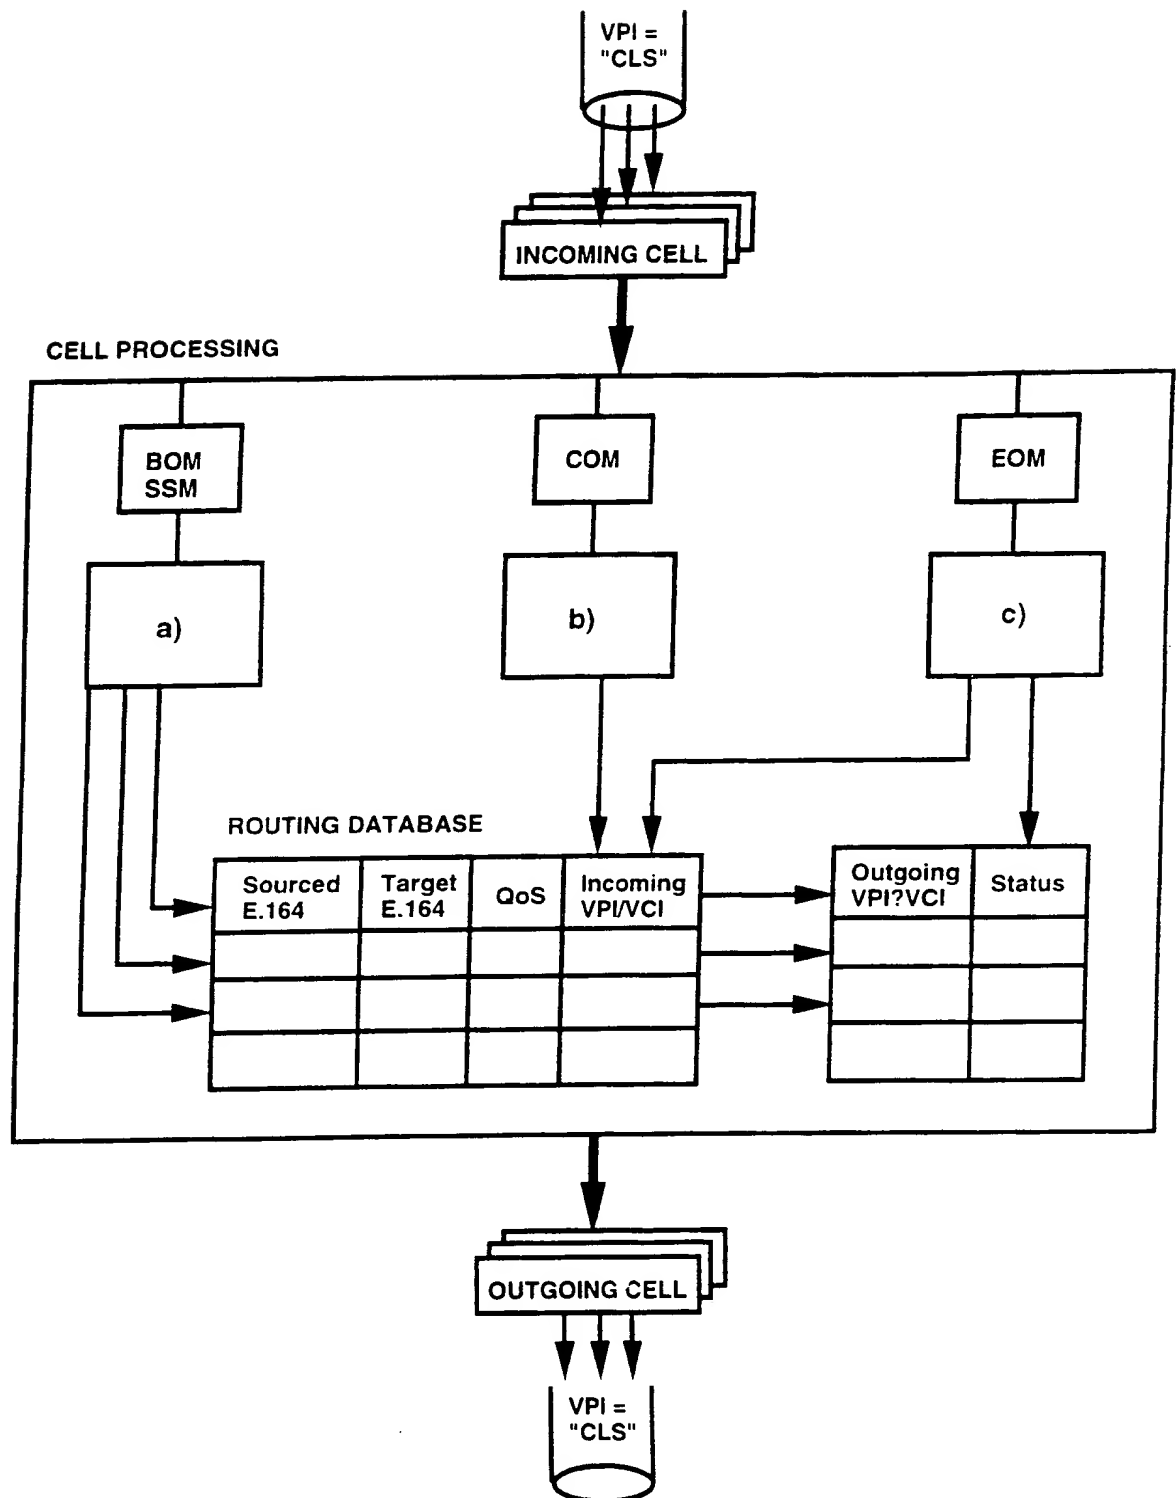 VPI =
"CLS"
INCOMING CELL
CELL PROCESSING
BOM
SSM
COM
EOM
a)
b)
c)
ROUTING DATABASE
Sourced
E.164
Target
E.164
QoS
Incoming
VPI/VCI
Outgoing
VPI?VCI
Status
OUTGOING CELL
VPI =
"CLS"